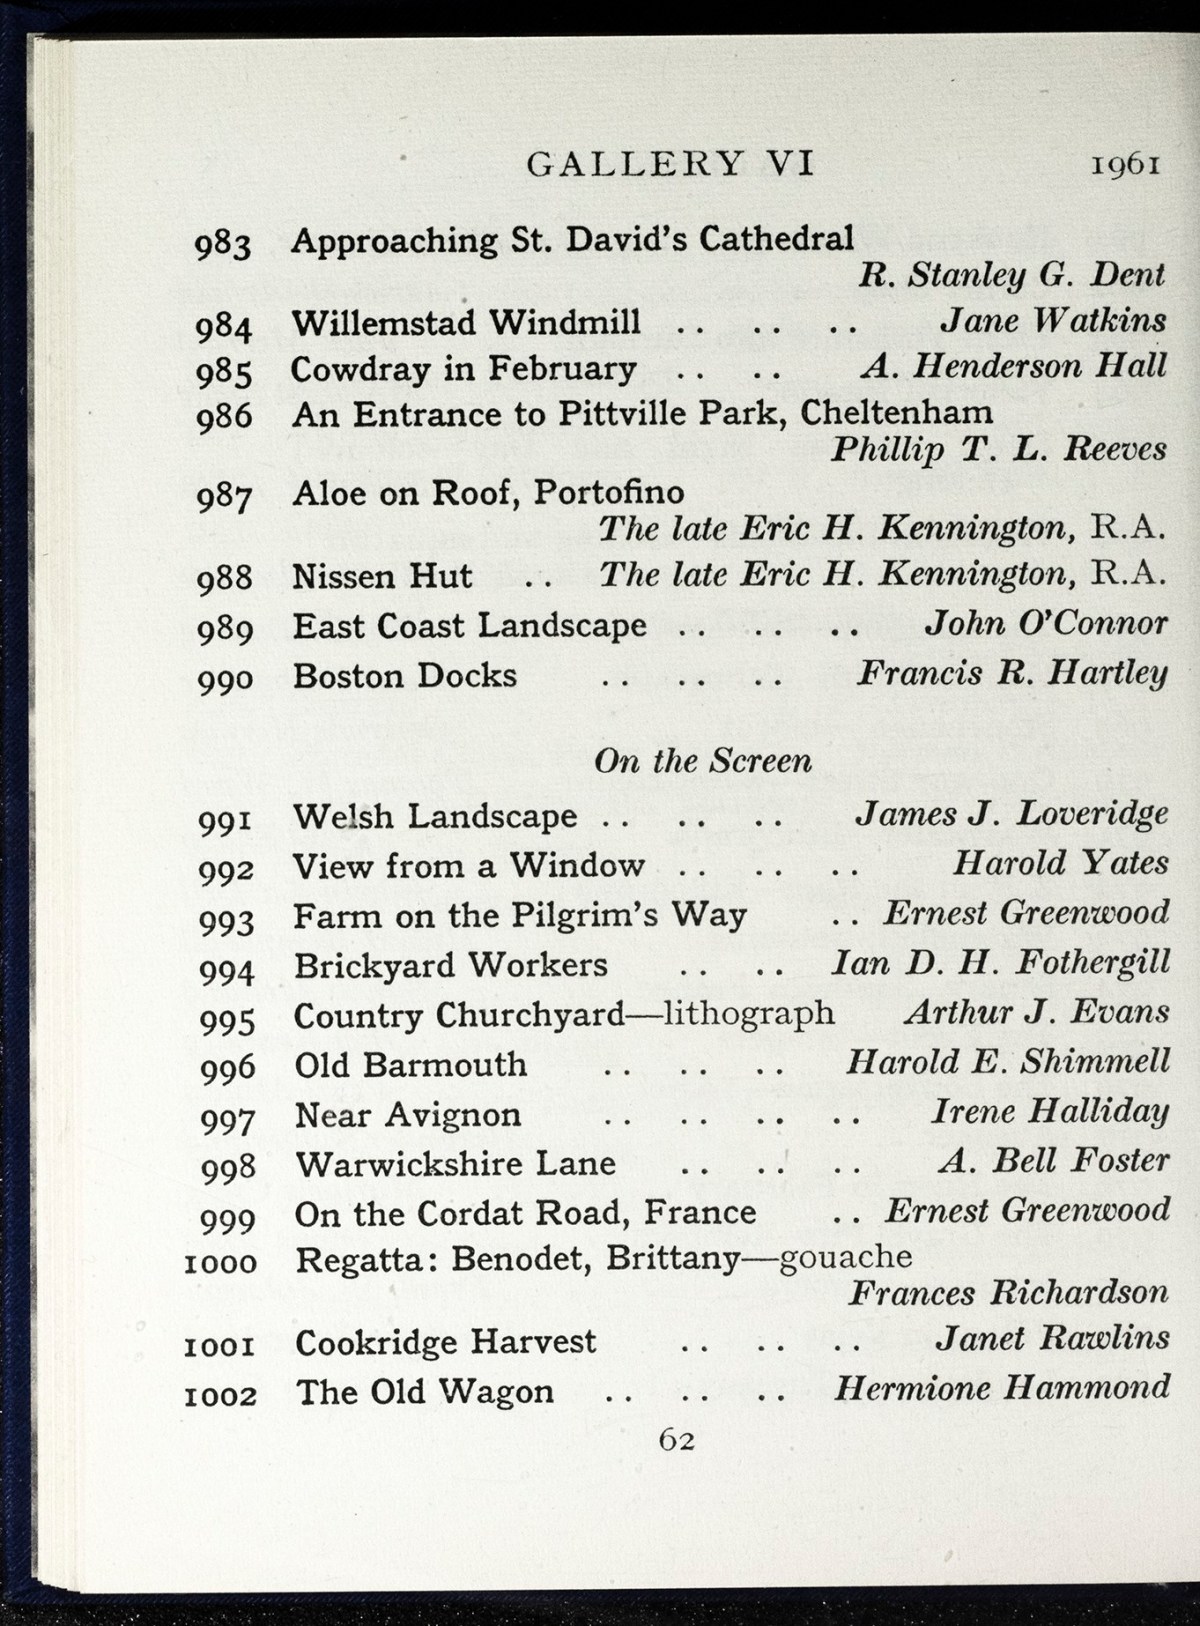 GALLERY VI 1961
983 Approaching St. David's Cathedral
R. Stanley G. Dent
984 Willemstad Windmill .. .. .. Jane Watkins
985 Cowdray in February .. .. A. Henderson Hall
986 An Entrance to Pittville Park, Cheltenham
Phillip T. L. Reeves
987 Aloe on Roof, Portofino
The late Eric H. Kennington, R.A.
988 Nissen Hut .. The late Eric H. Kennington, R.A.
989 East Coast Landscape .. .. .. John O'Connor
990 Boston Docks .. .. .. Francis R. Hartley
On the Screen
991 Welsh Landscape .. .. .. James J. Loveridge
992 View from a Window .. .. .. Harold Yates
993 Farm on the Pilgrim's Way .. Ernest Greenwood
994 Brickyard Workers .. .. Ian D. H. Fothergill
995 Country Churchyard—lithograph Arthur J. Evans
996 Old Barmouth .. .. .. Harold E. Shimmell
997 Near Avignon .. .. .. .. Irene Halliday
998 Warwickshire Lane .. .. .. A. Bell Foster
999 On the Cordat Road, France .. Ernest Greenwood
1000 Regatta: Benodet, Brittany—gouache
Frances Richardson
1001 Cookridge Harvest .. .. .. Janet Rawlins
1002 The Old Wagon .. .. .. Hermione Hammond
62